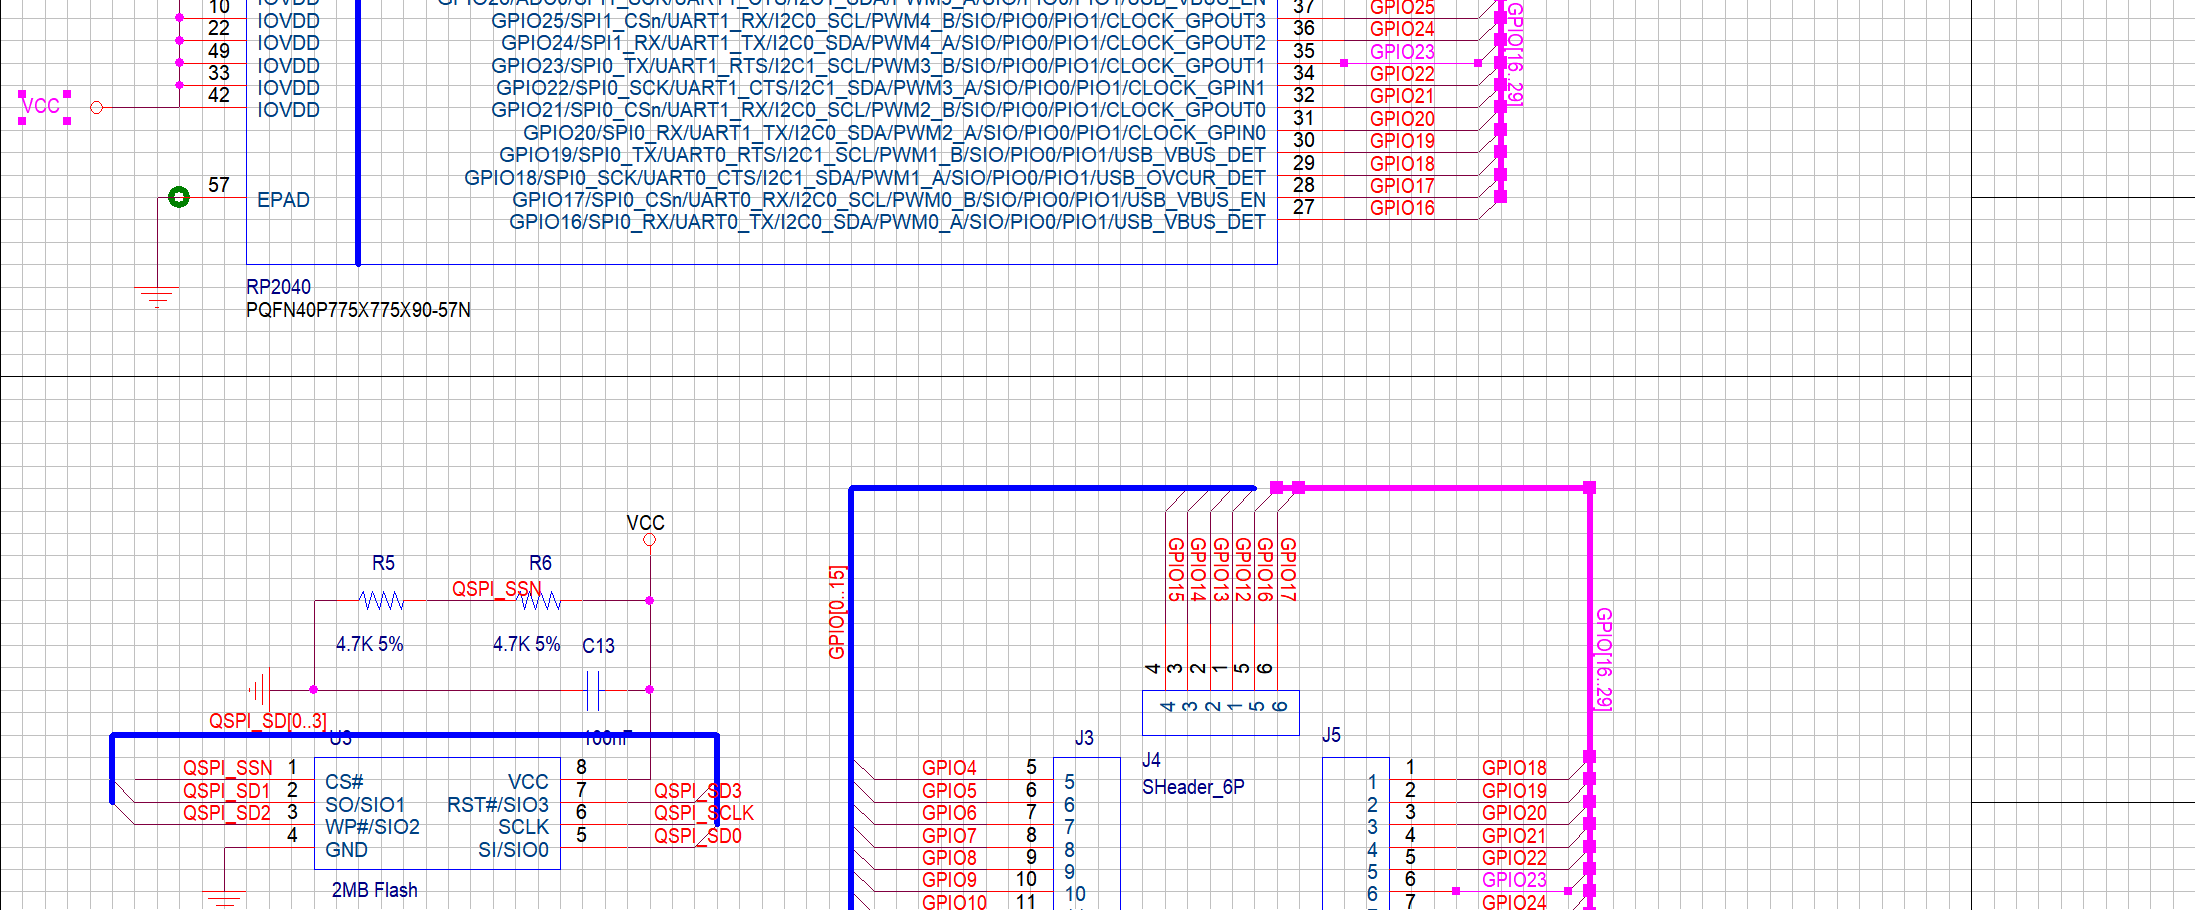 10 IOVDD
22 IOVDD
49 IOVDD
33 IOVDD
42 IOVDD
VCC
57 EPAD
GPIO25/SPI1_CSn/UART1_RX/I2C0_SCL/PWM4_B/SIO/PIO0/PIO1/CLOCK_GPOUT3 37 GPIO25
GPIO24/SPI1_RX/UART1_TX/I2C0_SDA/PWM4_A/SIO/PIO0/PIO1/CLOCK_GPOUT2 36 GPIO24
GPIO23/SPI0_TX/UART1_RTS/I2C1_SCL/PWM3_B/SIO/PIO0/PIO1/CLOCK_GPOUT1 35 GPIO23
GPIO22/SPI0_SCK/UART1_CTS/I2C1_SDA/PWM3_A/SIO/PIO0/PIO1/CLOCK_GPIN1 34 GPIO22
GPIO21/SPI0_CSn/UART1_RX/I2C0_SCL/PWM2_B/SIO/PIO0/PIO1/CLOCK_GPOUT0 32 GPIO21
GPIO20/SPI0_RX/UART1_TX/I2C0_SDA/PWM2_A/SIO/PIO0/PIO1/CLOCK_GPIN0 31 GPIO20
GPIO19/SPI0_TX/UART0_RTS/I2C1_SCL/PWM1_B/SIO/PIO0/PIO1/USB_VBUS_DET 30 GPIO19
GPIO18/SPI0_SCK/UART0_CTS/I2C1_SDA/PWM1_A/SIO/PIO0/PIO1/USB_OVCUR_DET 29 GPIO18
GPIO17/SPI0_CSn/UART0_RX/I2C0_SCL/PWM0_B/SIO/PIO0/PIO1/USB_VBUS_EN 28 GPIO17
GPIO16/SPI0_RX/UART0_TX/I2C0_SDA/PWM0_A/SIO/PIO0/PIO1/USB_VBUS_DET 27 GPIO16
GPIO[16..29]
RP2040
PQFN40P775X775X90-57N
VCC
R5 R6
QSPI_SSN
4.7K 5% 4.7K 5% C13
QSPI_SD[0..3]
U3 100nF
QSPI_SSN 1 CS# VCC 8
QSPI_SD1 2 SO/SIO1 RST#/SIO3 7 QSPI_SD3
QSPI_SD2 3 WP#/SIO2 SCLK 6 QSPI_SCLK
4 GND SI/SIO0 5 QSPI_SD0
2MB Flash
GPIO[0..15]
GPIO15
GPIO14
GPIO13
GPIO12
GPIO16
GPIO17
4 3 2 1 5 6
4 3 2 1 5 6
J4
SHeader_6P
GPIO[16..29]
J3
GPIO4 5 5
GPIO5 6 6
GPIO6 7 7
GPIO7 8 8
GPIO8 9 9
GPIO9 10 10
GPIO10 11
J5
1 1 GPIO18
2 2 GPIO19
3 3 GPIO20
4 4 GPIO21
5 5 GPIO22
6 6 GPIO23
7 GPIO24